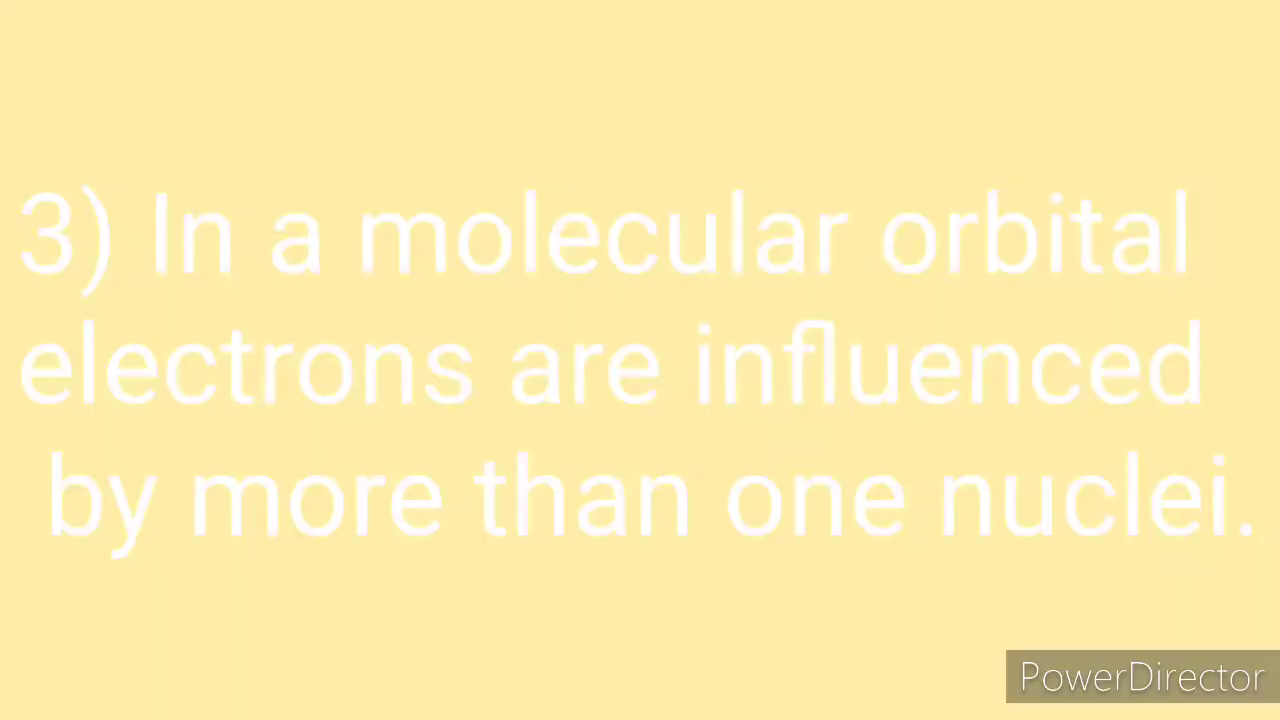 3) In a molecular orbital
electrons are influenced
by more than one nuclei.
PowerDirector